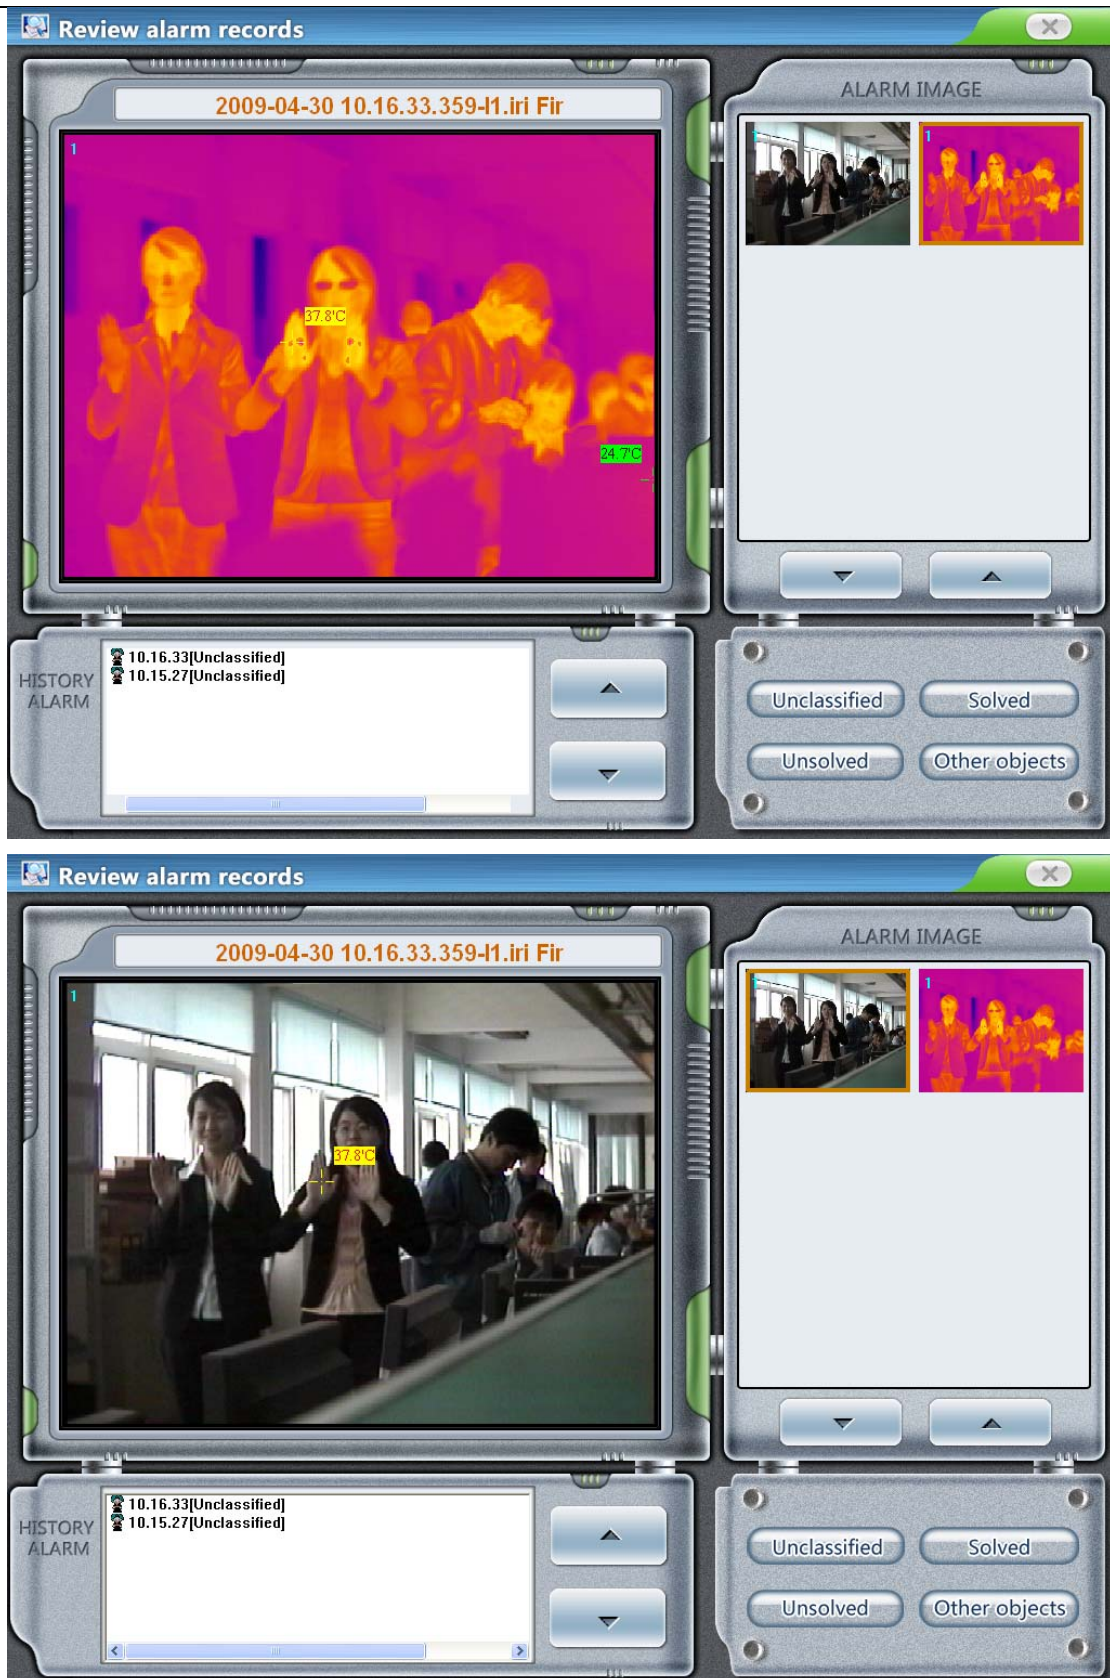 Review alarm records
2009-04-30 10.16.33.359-I1.iri Fir
ALARM IMAGE
1
37.8'C
24.7'C
1
1
HISTORY
ALARM
10.16.33[Unclassified]
10.15.27[Unclassified]
Unclassified
Solved
Unsolved
Other objects
Review alarm records
2009-04-30 10.16.33.359-I1.iri Fir
ALARM IMAGE
1
37.8'C
1
1
HISTORY
ALARM
10.16.33[Unclassified]
10.15.27[Unclassified]
Unclassified
Solved
Unsolved
Other objects